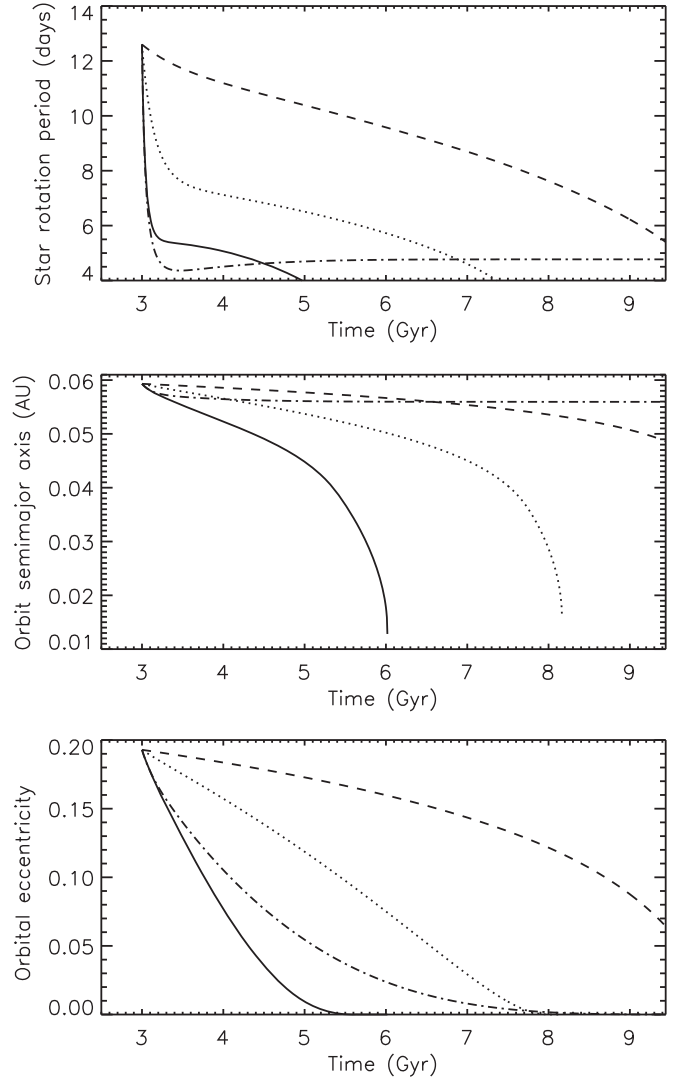 Star rotation period (days)
14
12
10
8
6
4
3 4 5 6 7 8 9
Time (Gyr)
Orbit semimajor axis (AU)
0.06
0.05
0.04
0.03
0.02
0.01
3 4 5 6 7 8 9
Time (Gyr)
Orbital eccentricity
0.20
0.15
0.10
0.05
0.00
3 4 5 6 7 8 9
Time (Gyr)